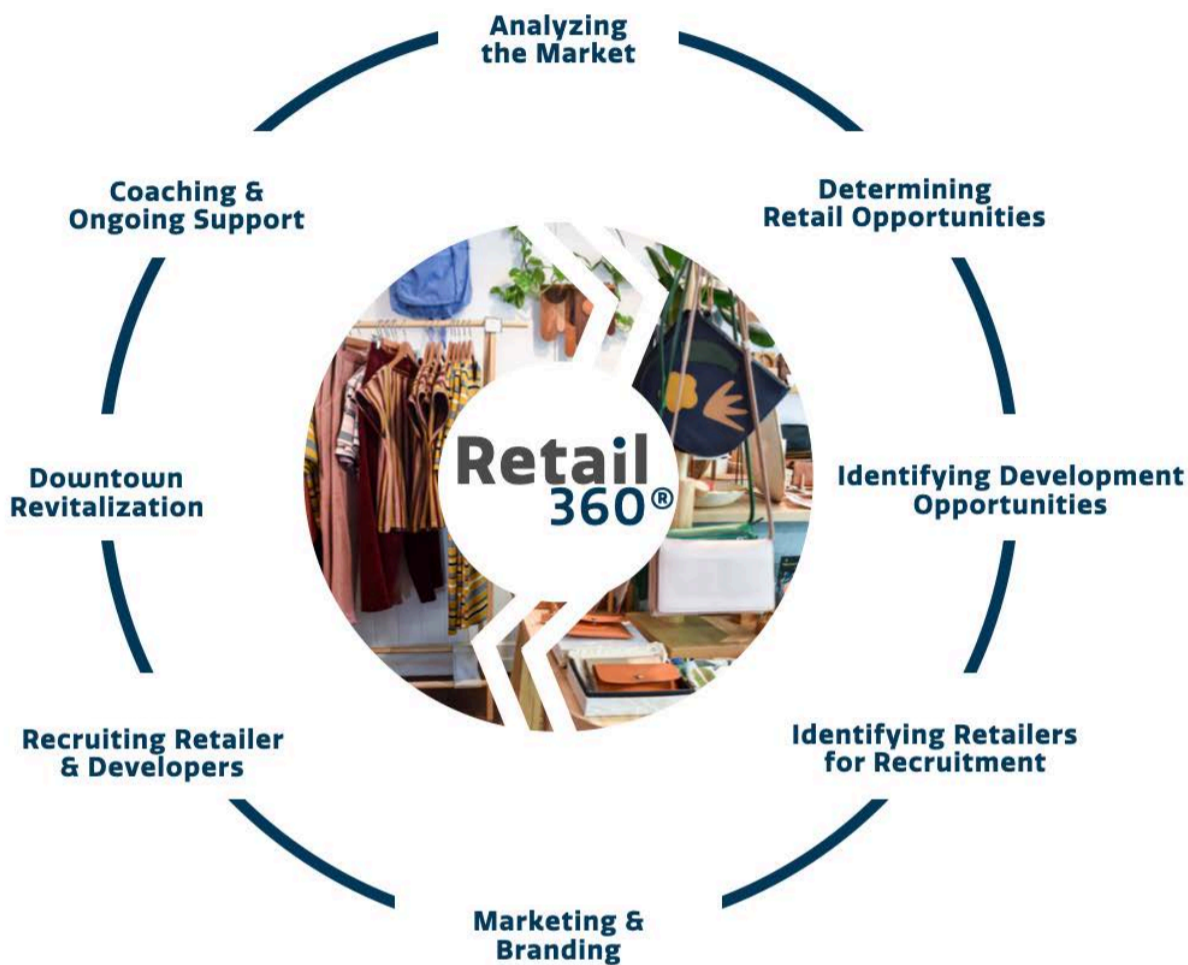 Analyzing
the Market
Determining
Retail Opportunities
Identifying Development
Opportunities
Identifying Retailers
for Recruitment
Marketing &
Branding
Recruiting Retailer
& Developers
Downtown
Revitalization
Coaching &
Ongoing Support
Retail
360®